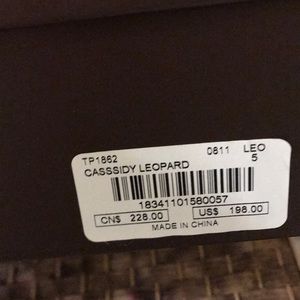 TP1862 0811 LEO
CASSSIDY LEOPARD 5
18341101580057
CN$ 228.00 US$ 198.00
MADE IN CHINA